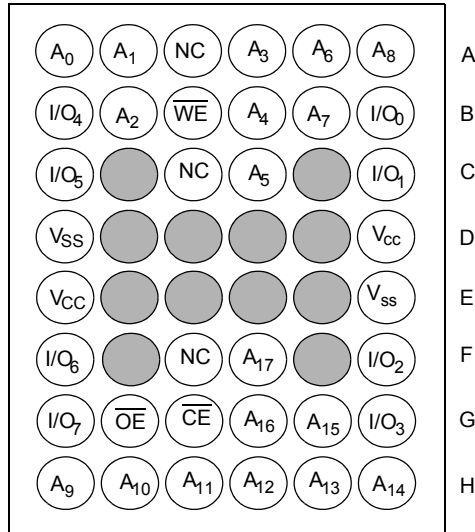 A0 A1 NC A3 A6 A8 A
I/O4 A2 WE A4 A7 I/O0 B
I/O5 NC A5 I/O1 C
VSS Vcc D
VCC Vss E
I/O6 NC A17 I/O2 F
I/O7 OE CE A16 A15 I/O3 G
A9 A10 A11 A12 A13 A14 H